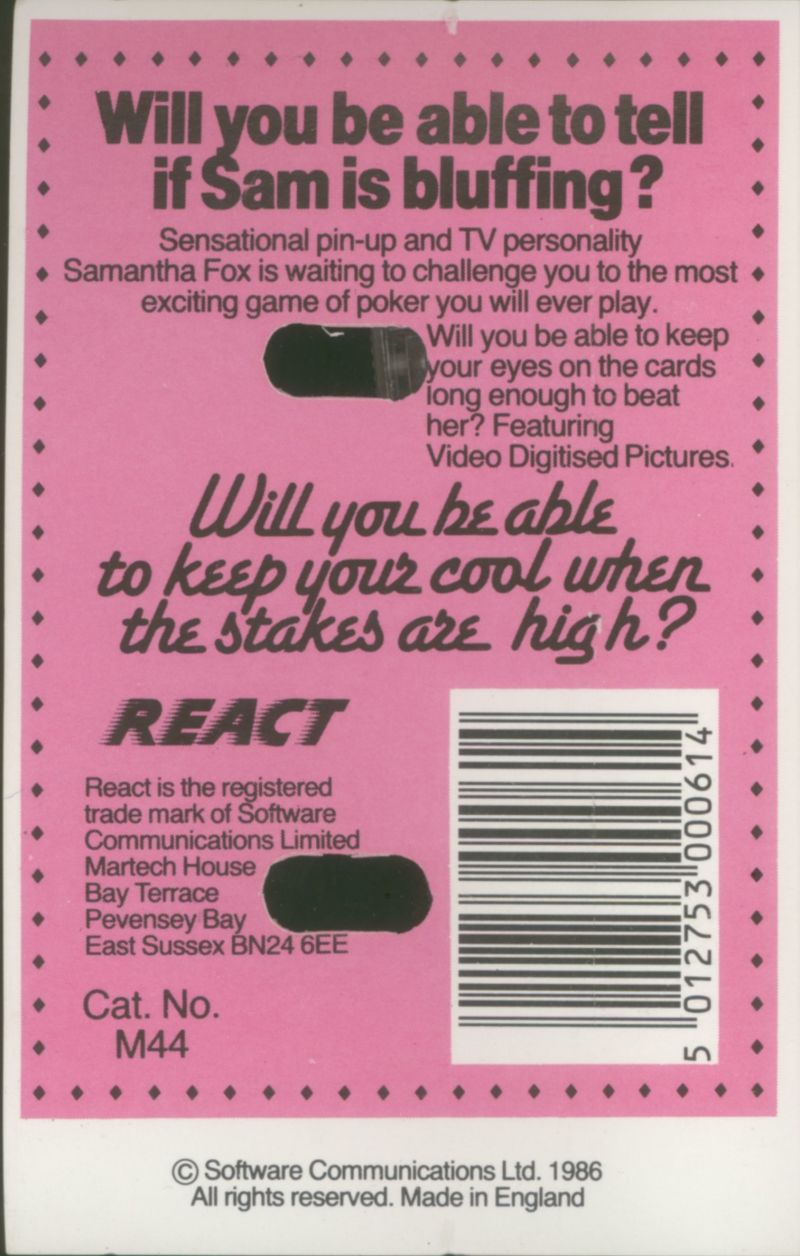 Will you be able to tell
if Sam is bluffing?
Sensational pin-up and TV personality
Samantha Fox is waiting to challenge you to the most
exciting game of poker you will ever play.
Will you be able to keep
your eyes on the cards
long enough to beat
her? Featuring
Video Digitised Pictures.
Will you be able
to keep your cool when
the stakes are high?
REACT
React is the registered
trade mark of Software
Communications Limited
Martech House
Bay Terrace
Pevensey Bay
East Sussex BN24 6EE
Cat. No.
M44
5 012753 000614
© Software Communications Ltd. 1986
All rights reserved. Made in England